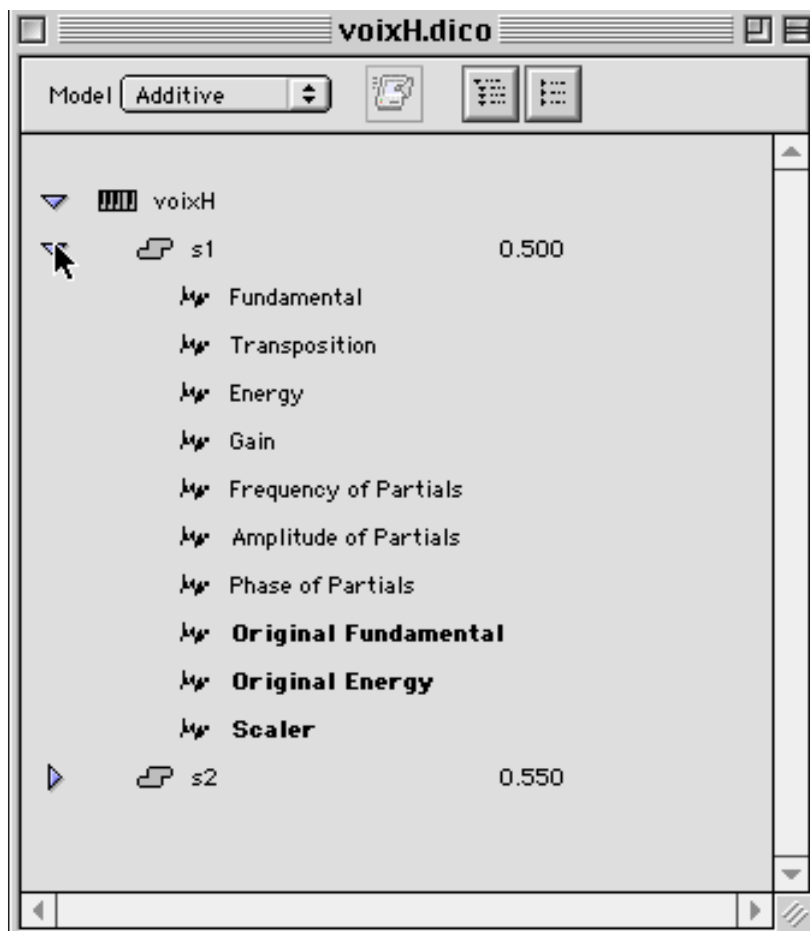 voixH.dico
Model Additive
voixH
s1 0.500
Fundamental
Transposition
Energy
Gain
Frequency of Partials
Amplitude of Partials
Phase of Partials
Original Fundamental
Original Energy
Scaler
s2 0.550